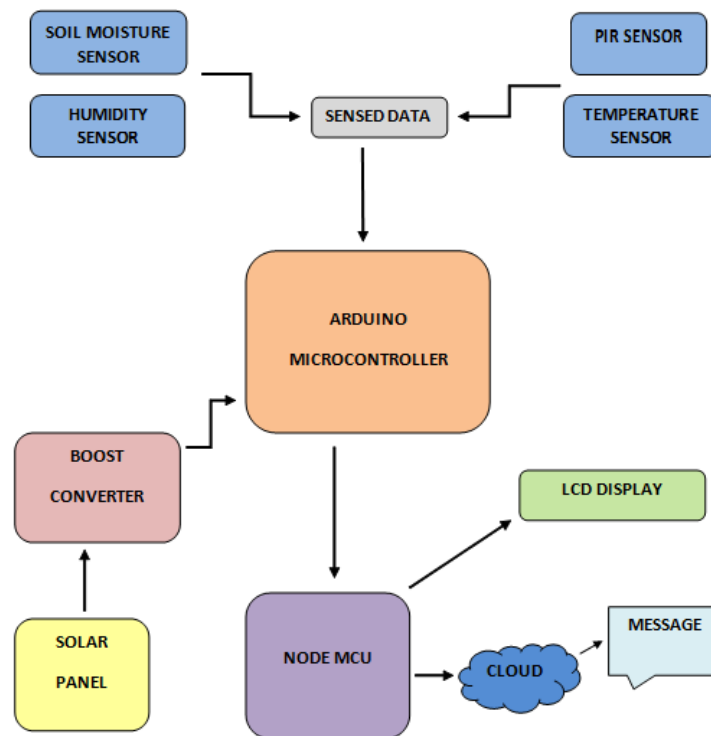 SOIL MOISTURE
SENSOR
PIR SENSOR
HUMIDITY
SENSOR
SENSED DATA
TEMPERATURE
SENSOR
ARDUINO
MICROCONTROLLER
BOOST
CONVERTER
LCD DISPLAY
SOLAR
PANEL
NODE MCU
CLOUD
MESSAGE